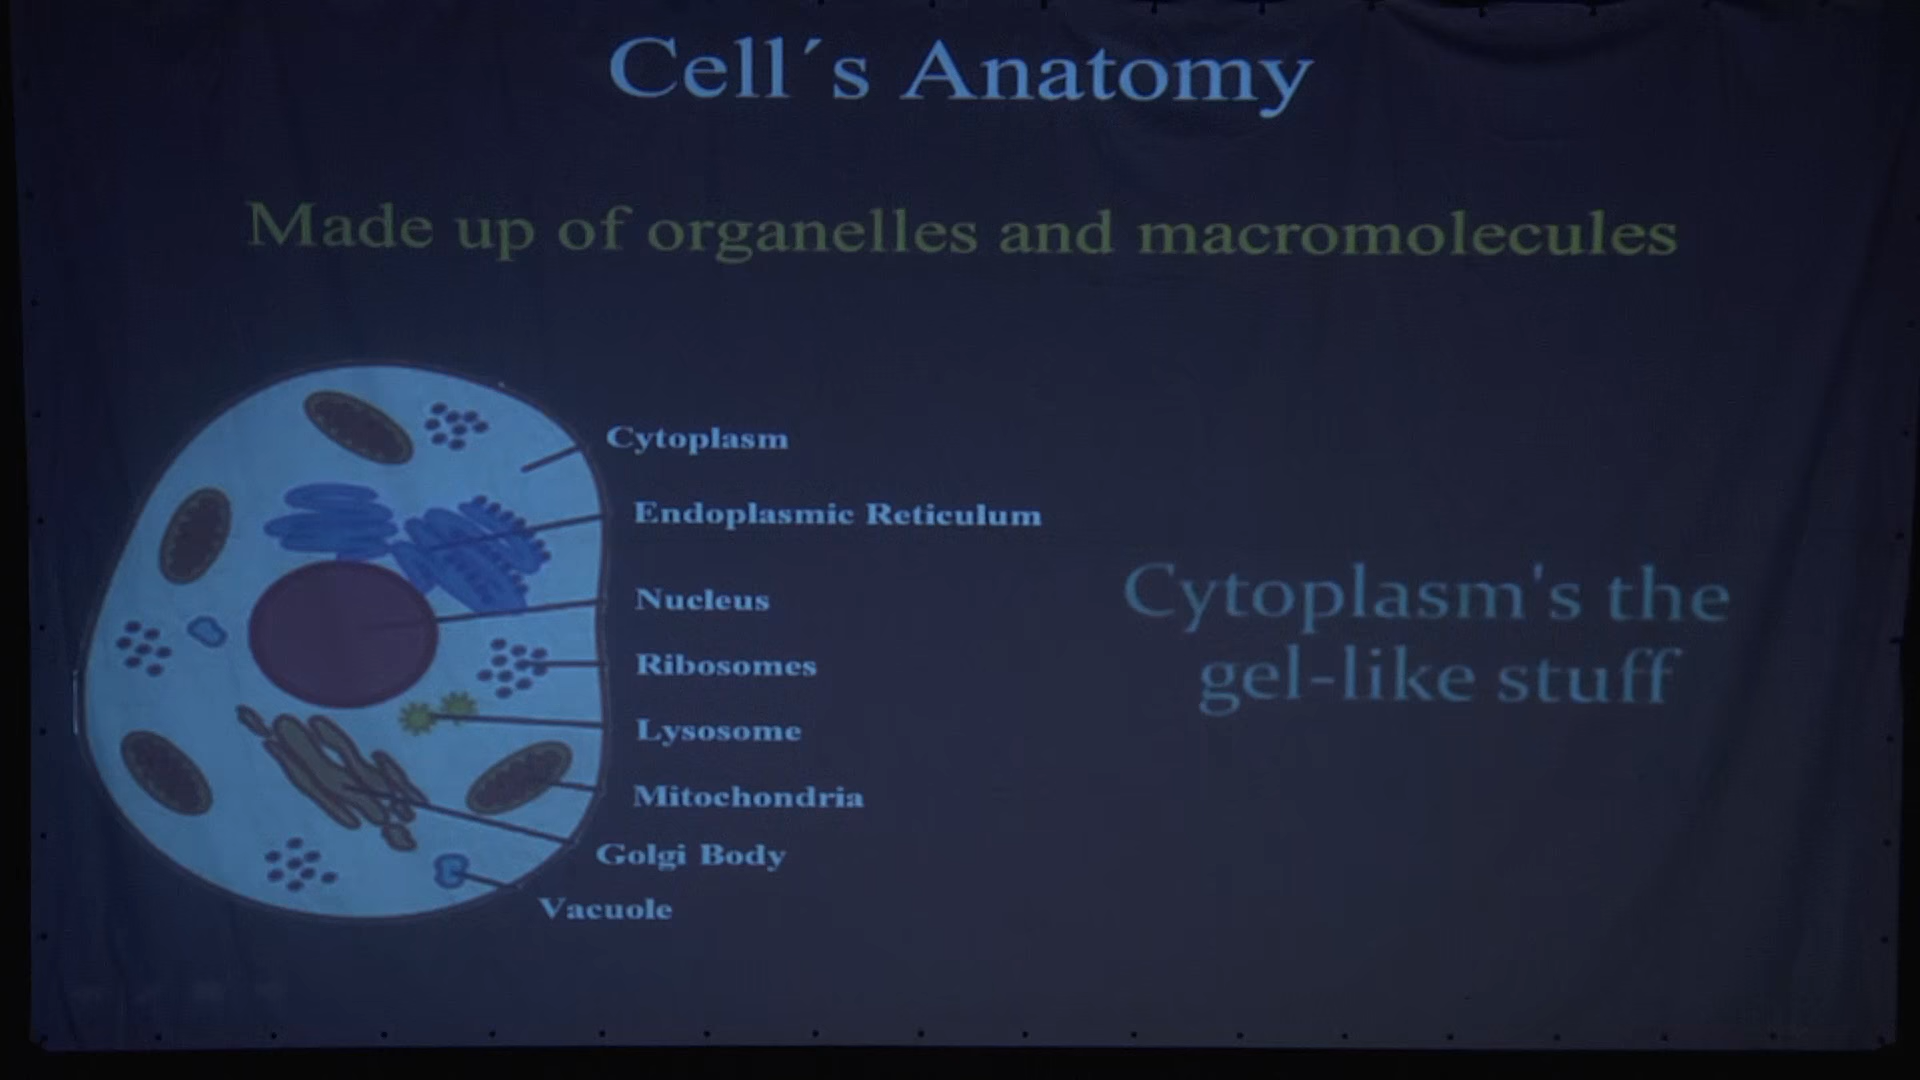 Cell´s Anatomy
Made up of organelles and macromolecules
Cytoplasm
Endoplasmic Reticulum
Nucleus
Ribosomes
Lysosome
Mitochondria
Golgi Body
Vacuole
Cytoplasm's the
gel-like stuff